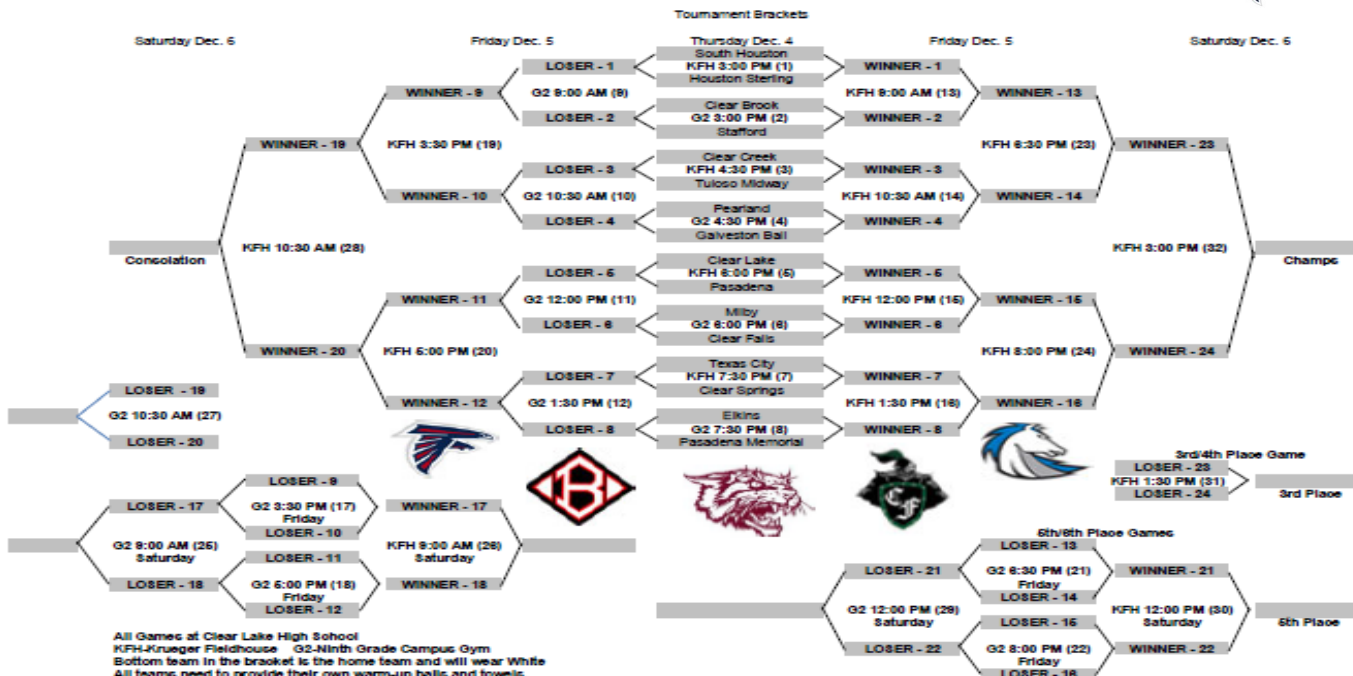 Tournament Brackets
Saturday Dec. 6 Friday Dec. 5 Thursday Dec. 4 Friday Dec. 5 Saturday Dec. 6
South Houston
LOSER - 1 KFH 3:00 PM (1) WINNER - 1
Houston Sterling
WINNER - 9 G2 9:00 AM (9) KFH 9:00 AM (13) WINNER - 13
Clear Brook
LOSER - 2 G2 3:00 PM (2) WINNER - 2
Stafford
WINNER - 19 KFH 3:30 PM (19) KFH 6:30 PM (23) WINNER - 23
Clear Creek
LOSER - 3 KFH 4:30 PM (3) WINNER - 3
Tuloso Midway
WINNER - 10 G2 10:30 AM (10) KFH 10:30 AM (14) WINNER - 14
Pearland
LOSER - 4 G2 4:30 PM (4) WINNER - 4
Galveston Ball
KFH 10:30 AM (28) KFH 3:00 PM (32)
Consolation Champs
Clear Lake
LOSER - 5 KFH 6:00 PM (5) WINNER - 5
Pasadena
WINNER - 11 G2 12:00 PM (11) KFH 12:00 PM (15) WINNER - 15
Milby
LOSER - 6 G2 6:00 PM (6) WINNER - 6
Clear Falls
WINNER - 20 KFH 5:00 PM (20) KFH 8:00 PM (24) WINNER - 24
Texas City
LOSER - 7 KFH 7:30 PM (7) WINNER - 7
Clear Springs
LOSER - 19
WINNER - 12 G2 1:30 PM (12) KFH 1:30 PM (16) WINNER - 16
G2 10:30 AM (27)
Elkins
LOSER - 8 G2 7:30 PM (8) WINNER - 8
Pasadena Memorial
LOSER - 20
B
CF
3rd/4th Place Game
LOSER - 23
KFH 1:30 PM (31)
LOSER - 24
3rd Place
LOSER - 9
LOSER - 17 G2 3:30 PM (17) WINNER - 17
Friday
LOSER - 10
G2 9:00 AM (25) KFH 9:00 AM (26)
Saturday Saturday
LOSER - 11
LOSER - 18 G2 5:00 PM (18) WINNER - 18
Friday
LOSER - 12
5th/6th Place Games
LOSER - 13
LOSER - 21 G2 6:30 PM (21) WINNER - 21
Friday
LOSER - 14
G2 12:00 PM (29) KFH 12:00 PM (30)
Saturday Saturday 5th Place
LOSER - 15
LOSER - 22 G2 8:00 PM (22) WINNER - 22
Friday
LOSER - 16
All Games at Clear Lake High School
KFH-Krueger Fieldhouse G2-Ninth Grade Campus Gym
Bottom team in the bracket is the home team and will wear White
All teams need to provide their own warm-up balls and towels